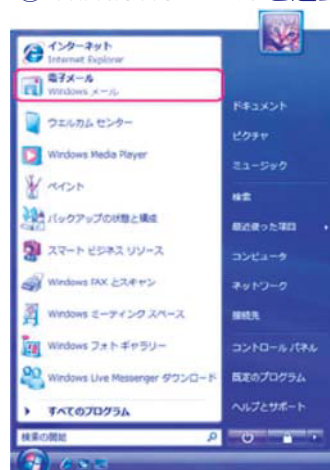 インターネット
Internet Explorer
電子メール
Windows メール
ウエルカム センター
Windows Media Player
ペイント
バックアップの状態と構成
スマート ビジネス リソース
Windows FAX とスキャン
Windows ミーティング スペース
Windows フォト ギャラリー
Windows Live Messenger ダウンロード
すべてのプログラム
検索の開始
ドキュメント
ピクチャ
ミュージック
検索
最近使った項目
コンピュータ
ネットワーク
接続先
コントロール パネル
既定のプログラム
ヘルプとサポート